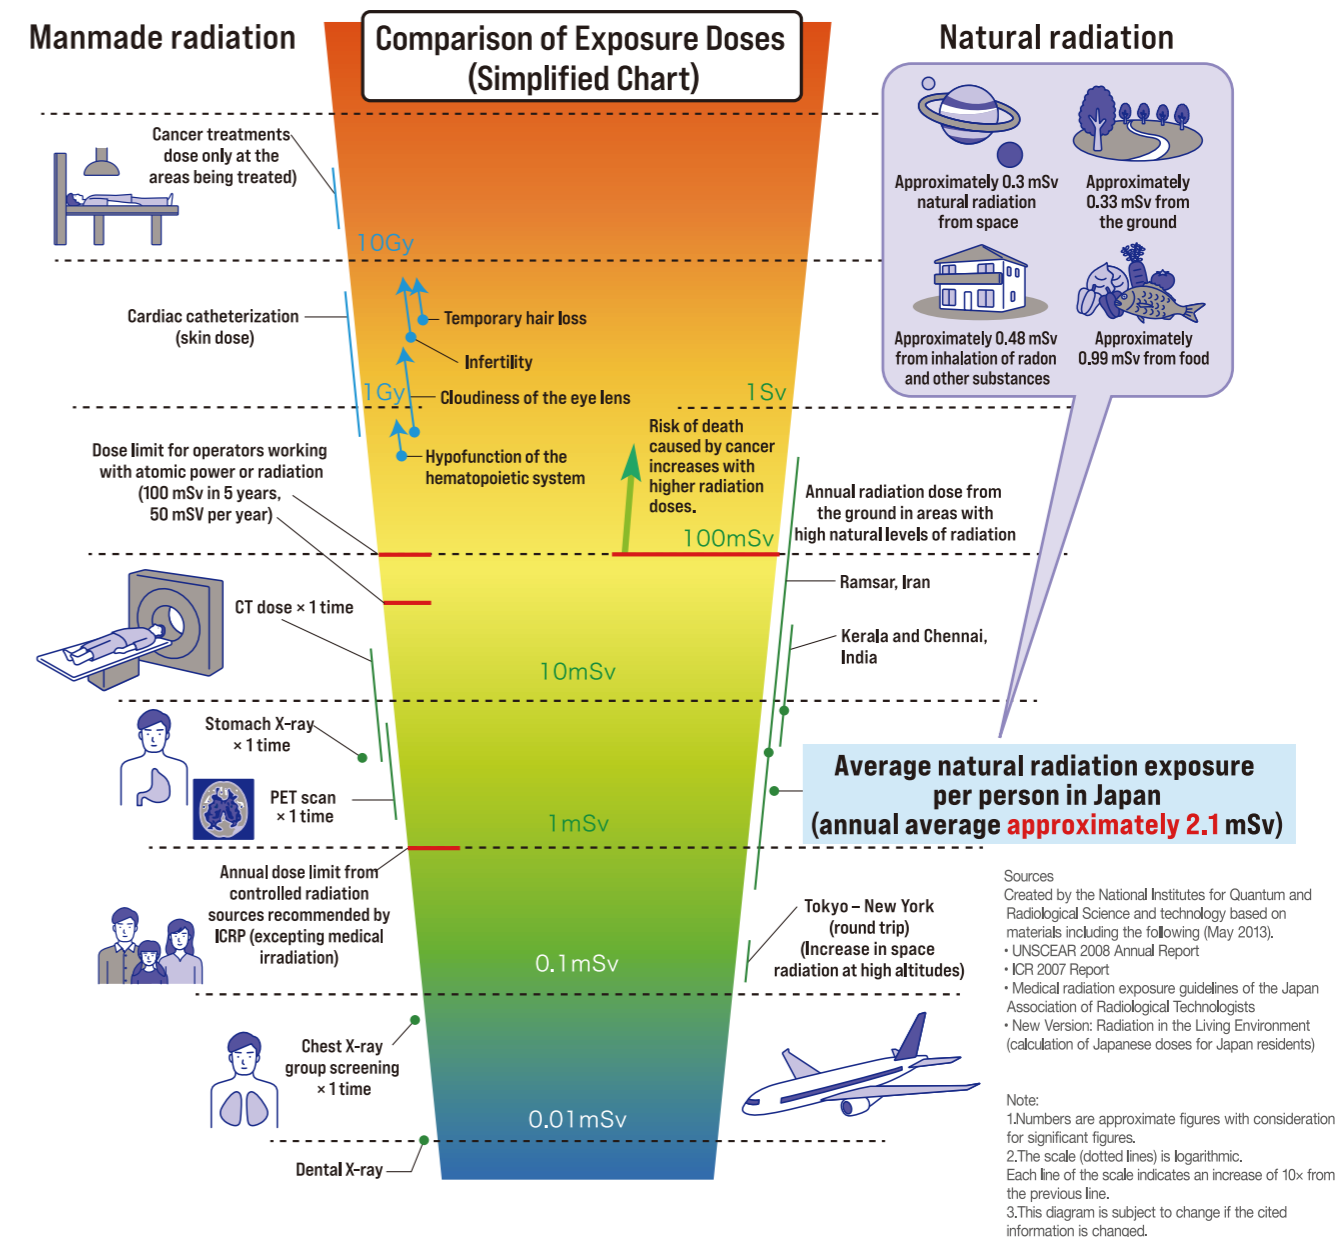 Manmade radiation
Comparison of Exposure Doses
(Simplified Chart)
Natural radiation
Cancer treatments
dose only at the
areas being treated)
10Gy
Cardiac catheterization
(skin dose)
Temporary hair loss
Infertility
1Gy
Cloudiness of the eye lens
Hypofunction of the
hematopoietic system
Dose limit for operators working
with atomic power or radiation
(100 mSv in 5 years,
50 mSV per year)
1Sv
Risk of death
caused by cancer
increases with
higher radiation
doses.
100mSv
CT dose × 1 time
10mSv
Stomach X-ray
× 1 time
PET scan
× 1 time
1mSv
Annual dose limit from
controlled radiation
sources recommended by
ICRP (excepting medical
irradiation)
0.1mSv
Chest X-ray
group screening
× 1 time
0.01mSv
Dental X-ray
Approximately 0.3 mSv
natural radiation
from space
Approximately
0.33 mSv from
the ground
Approximately 0.48 mSv
from inhalation of radon
and other substances
Approximately
0.99 mSv from food
Annual radiation dose from
the ground in areas with
high natural levels of radiation
Ramsar, Iran
Kerala and Chennai,
India
Average natural radiation exposure
per person in Japan
(annual average approximately 2.1 mSv)
Tokyo – New York
(round trip)
(Increase in space
radiation at high altitudes)
Sources
Created by the National Institutes for Quantum and
Radiological Science and technology based on
materials including the following (May 2013).
• UNSCEAR 2008 Annual Report
• ICR 2007 Report
• Medical radiation exposure guidelines of the Japan
Association of Radiological Technologists
• New Version: Radiation in the Living Environment
(calculation of Japanese doses for Japan residents)
Note:
1.Numbers are approximate figures with consideration
for significant figures.
2.The scale (dotted lines) is logarithmic.
Each line of the scale indicates an increase of 10× from
the previous line.
3.This diagram is subject to change if the cited
information is changed.